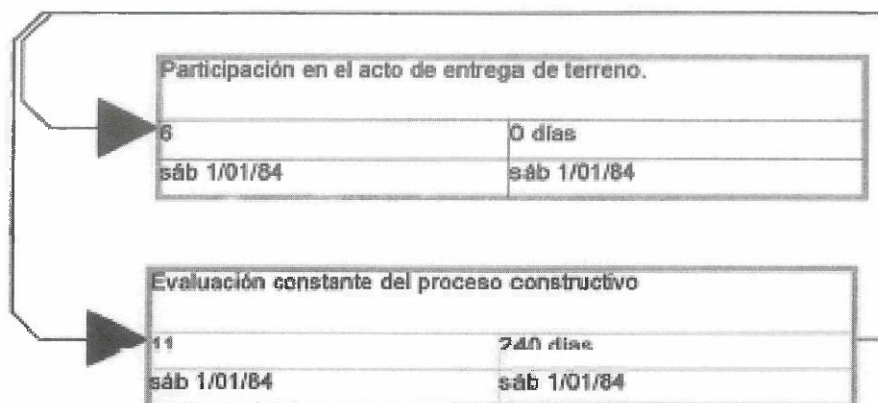 Participación en el acto de entrega de terreno.
6 0 días
sáb 1/01/84 sáb 1/01/84
Evaluación constante del proceso constructivo
11 240 días
sáb 1/01/84 sáb 1/01/84